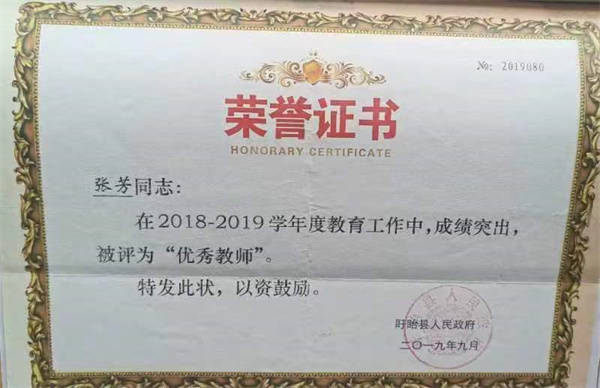 №: 2019080
荣誉证书
HONORARY CERTIFICATE
张芳同志:
在2018-2019学年度教育工作中,成绩突出,
被评为“优秀教师”。
特发此状,以资鼓励。
盱眙县人民政府
二〇一九年九月